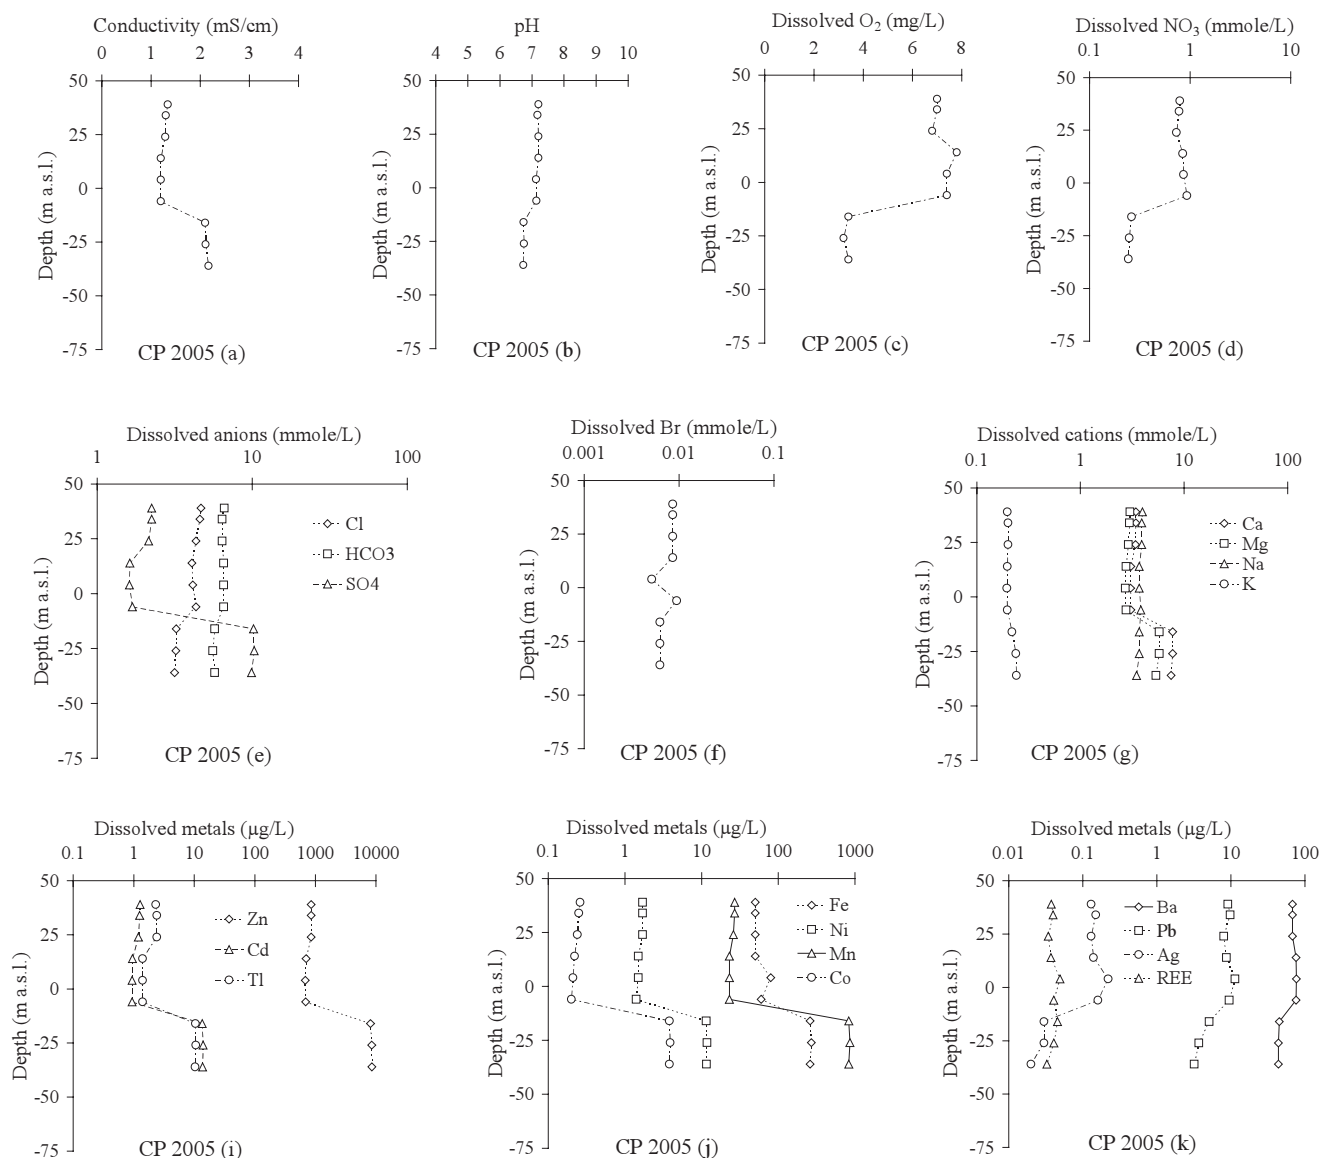 Conductivity (mS/cm)
0 1 2 3 4
50
25
0
-25
-50
-75
Depth (m a.s.l.)
CP 2005 (a)
pH
4 5 6 7 8 9 10
50
25
0
-25
-50
-75
Depth (m a.s.l.)
CP 2005 (b)
Dissolved O₂ (mg/L)
0 2 4 6 8
50
25
0
-25
-50
-75
Depth (m a.s.l.)
CP 2005 (c)
Dissolved NO₃ (mmole/L)
0.1 1 10
50
25
0
-25
-50
-75
Depth (m a.s.l.)
CP 2005 (d)
Dissolved anions (mmole/L)
1 10 100
50
25
0
-25
-50
-75
Depth (m a.s.l.)
Cl
HCO3
SO4
CP 2005 (e)
Dissolved Br (mmole/L)
0.001 0.01 0.1
50
25
0
-25
-50
-75
Depth (m a.s.l.)
CP 2005 (f)
Dissolved cations (mmole/L)
0.1 1 10 100
50
25
0
-25
-50
-75
Depth (m a.s.l.)
Ca
Mg
Na
K
CP 2005 (g)
Dissolved metals (µg/L)
0.1 1 10 100 1000 10000
50
25
0
-25
-50
-75
Depth (m a.s.l.)
Zn
Cd
Tl
CP 2005 (i)
Dissolved metals (µg/L)
0.1 1 10 100 1000
50
25
0
-25
-50
-75
Depth (m a.s.l.)
Fe
Ni
Mn
Co
CP 2005 (j)
Dissolved metals (µg/L)
0.01 0.1 1 10 100
50
25
0
-25
-50
-75
Depth (m a.s.l.)
Ba
Pb
Ag
REE
CP 2005 (k)